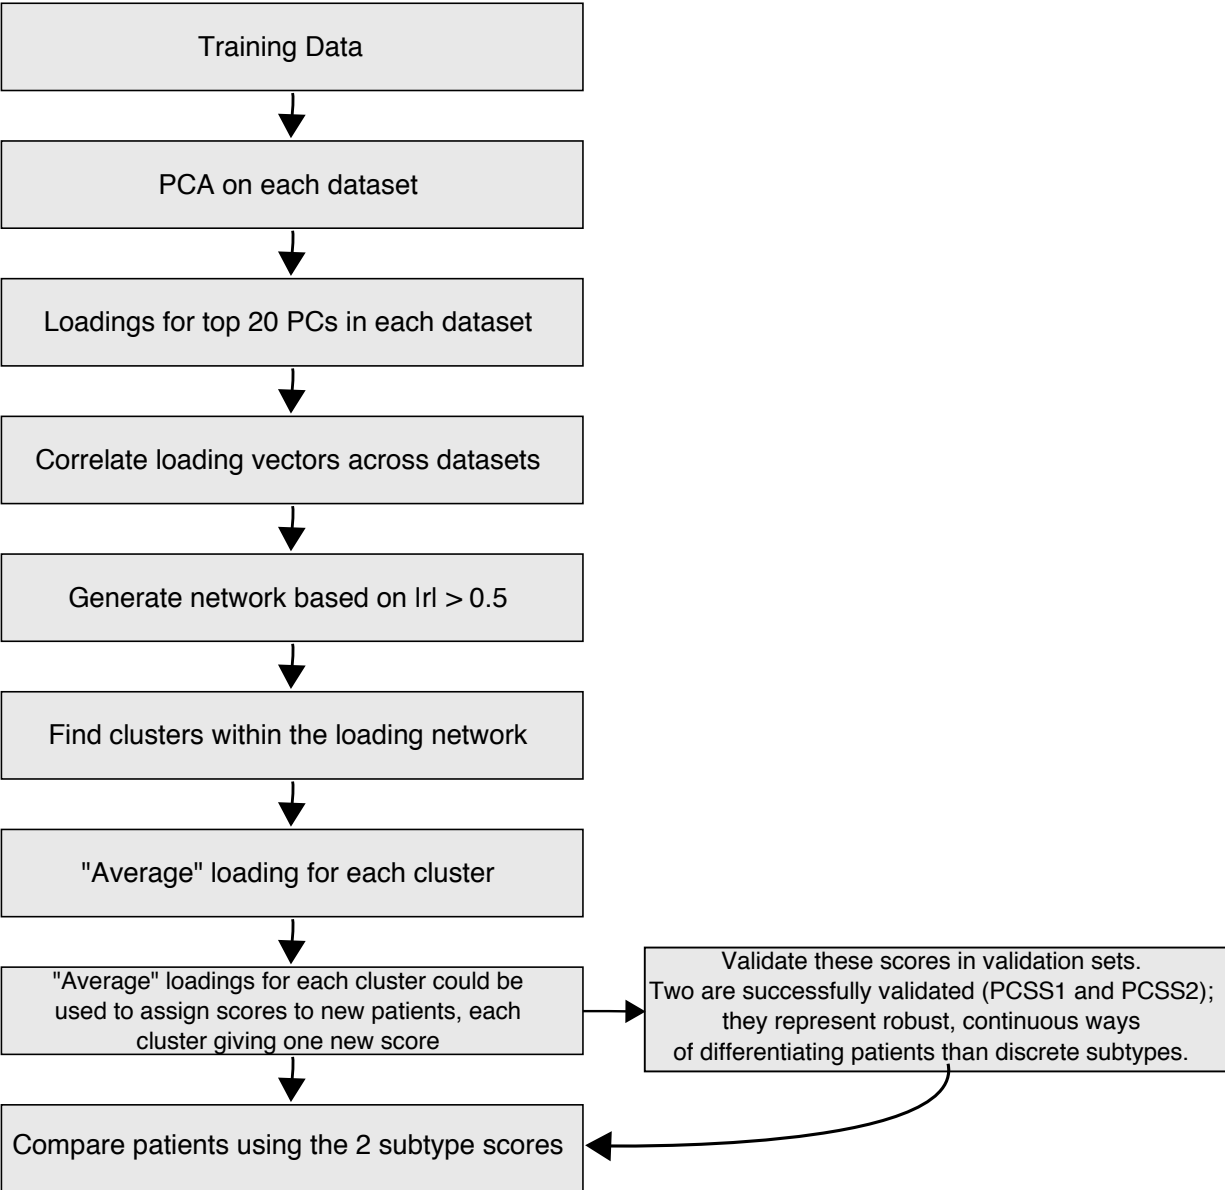 Training Data
PCA on each dataset
Loadings for top 20 PCs in each dataset
Correlate loading vectors across datasets
Generate network based on |r| > 0.5
Find clusters within the loading network
"Average" loading for each cluster
"Average" loadings for each cluster could be
used to assign scores to new patients, each
cluster giving one new score
Validate these scores in validation sets.
Two are successfully validated (PCSS1 and PCSS2);
they represent robust, continuous ways
of differentiating patients than discrete subtypes.
Compare patients using the 2 subtype scores